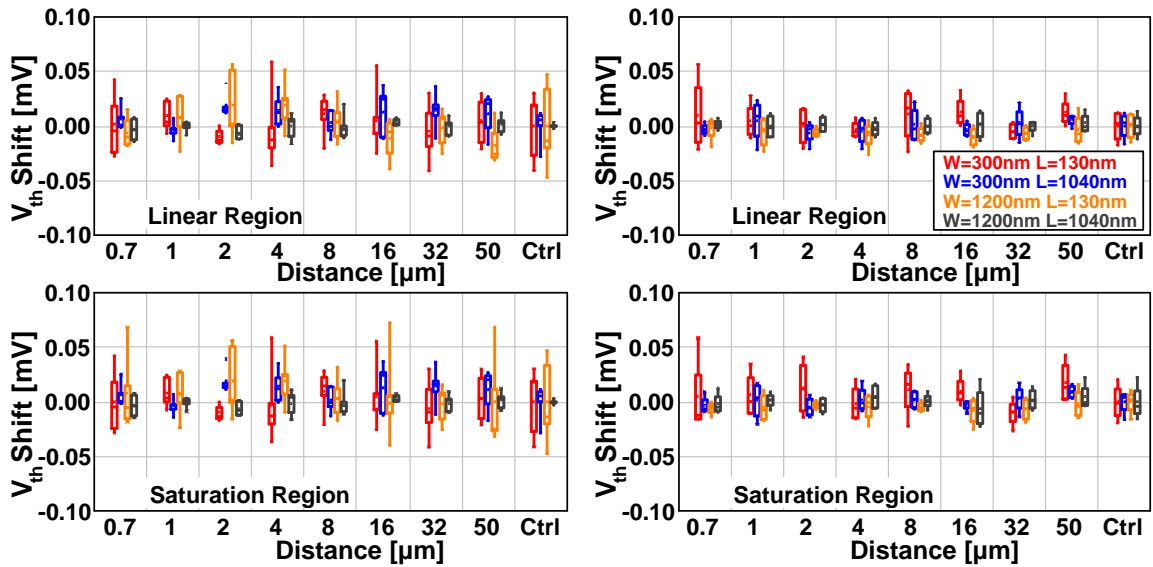 V_th Shift [mV]
0.10
0.05
0.00
-0.05
-0.10
Linear Region
0.7 1 2 4 8 16 32 50 Ctrl
Distance [µm]
V_th Shift [mV]
0.10
0.05
0.00
-0.05
-0.10
W=300nm L=130nm
W=300nm L=1040nm
W=1200nm L=130nm
W=1200nm L=1040nm
Linear Region
0.7 1 2 4 8 16 32 50 Ctrl
Distance [µm]
V_th Shift [mV]
0.10
0.05
0.00
-0.05
-0.10
Saturation Region
0.7 1 2 4 8 16 32 50 Ctrl
Distance [µm]
V_th Shift [mV]
0.10
0.05
0.00
-0.05
-0.10
Saturation Region
0.7 1 2 4 8 16 32 50 Ctrl
Distance [µm]